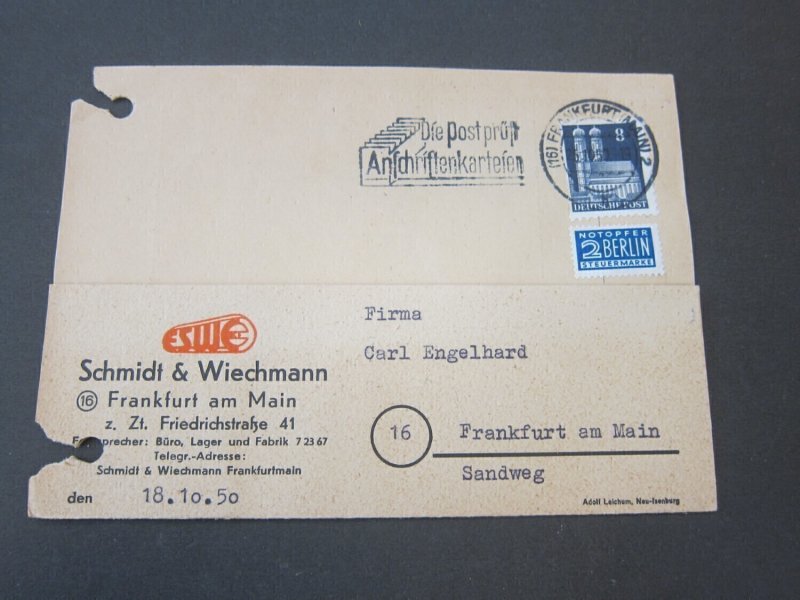 Die Post prüft
Anschriftenkarteien
(16) FRANKFURT (MAIN) 2
8
DEUTSCHE POST
NOTOPFER
2 BERLIN
STEUERMARKE
ESWE
Schmidt & Wiechmann
(16) Frankfurt am Main
z. Zt. Friedrichstraße 41
Büro, Lager und Fabrik 7 23 67
Telegr.-Adresse:
Schmidt & Wiechmann Frankfurtmain
den 18.10.50
Firma
Carl Engelhard
16 Frankfurt am Main
Sandweg
Adolf Leichum, Neu-Isenburg